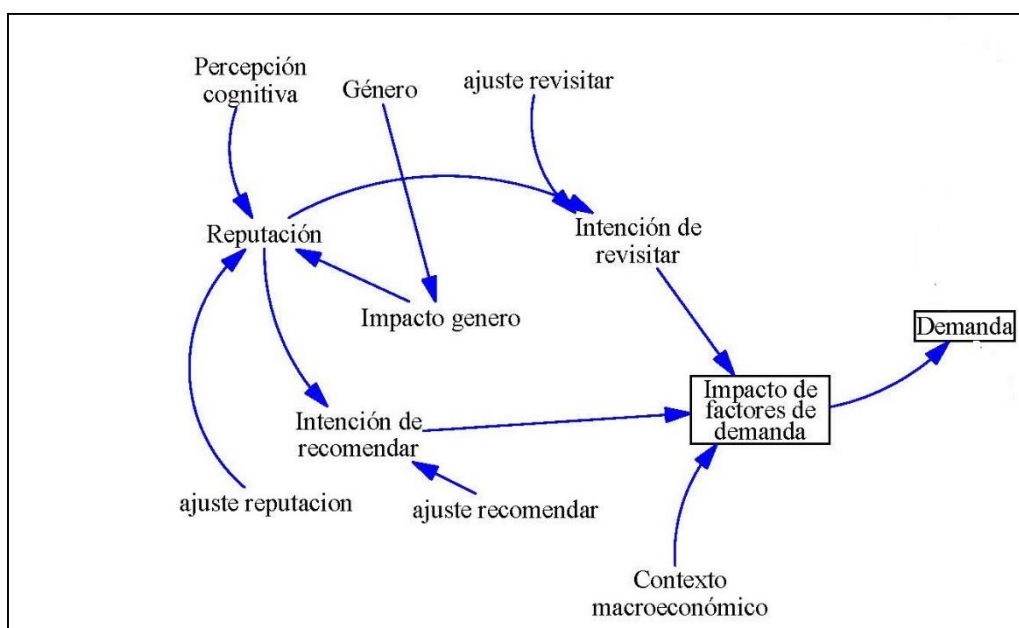 Percepción
cognitiva
Género
ajuste revisitar
Reputación
Intención de
revisitar
Impacto genero
Demanda
Impacto de
factores de
demanda
Intención de
recomendar
ajuste reputacion
ajuste recomendar
Contexto
macroeconómico